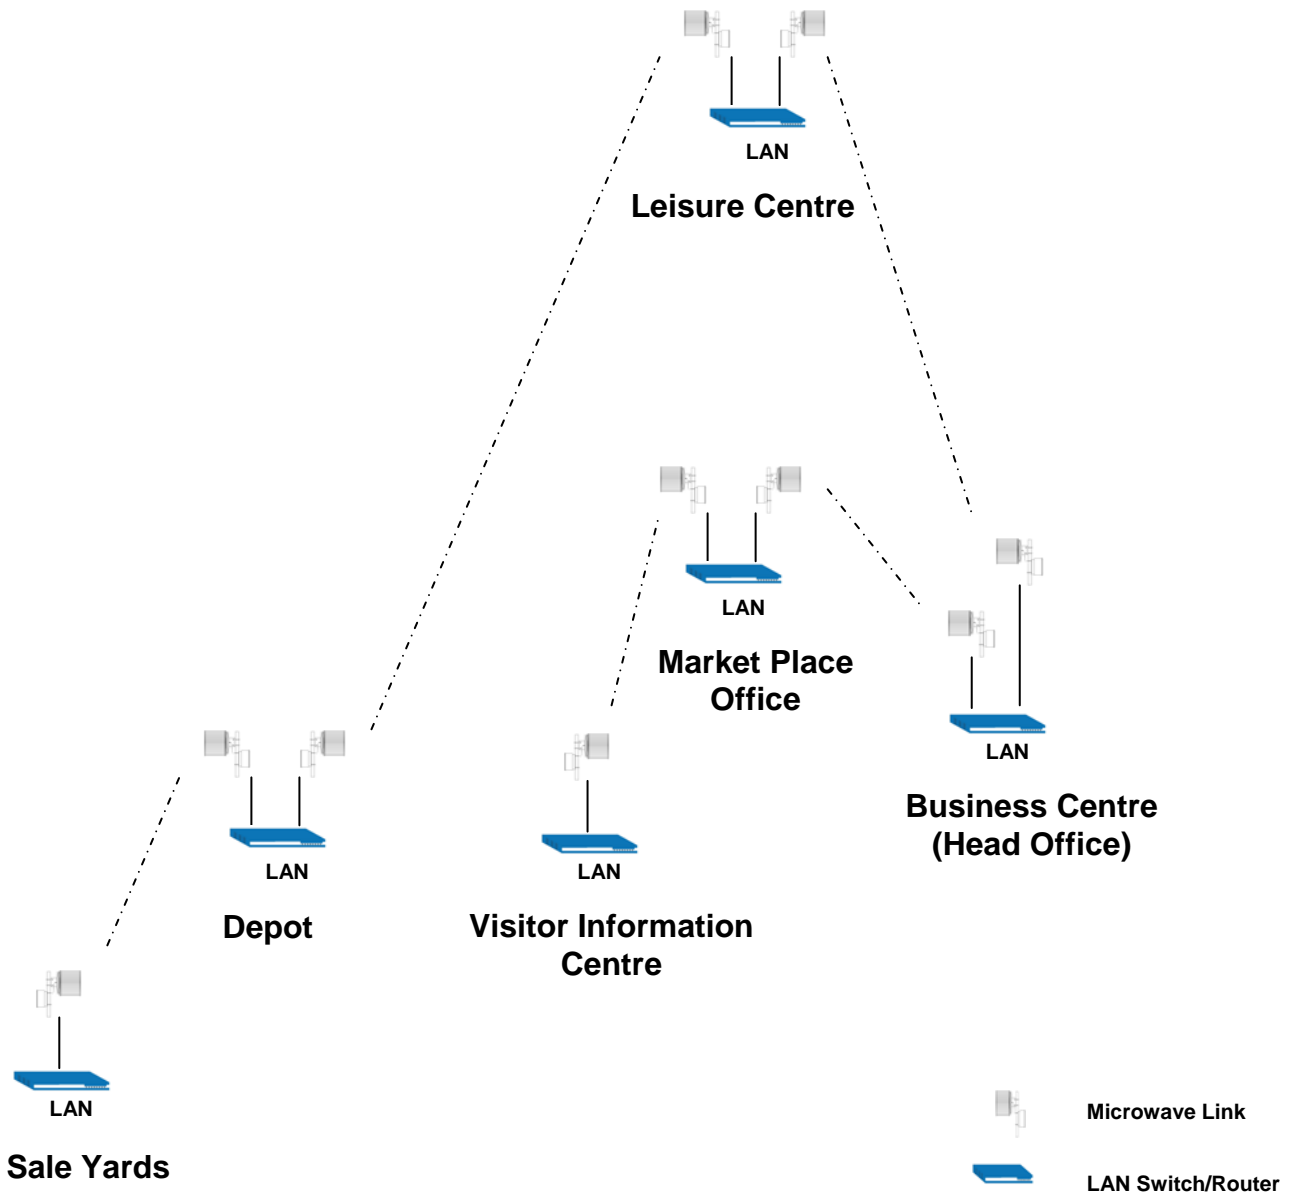 LAN
Leisure Centre
LAN
Market Place
Office
LAN
Business Centre
(Head Office)
LAN
Depot
LAN
Visitor Information
Centre
LAN
Sale Yards
Microwave Link
LAN Switch/Router